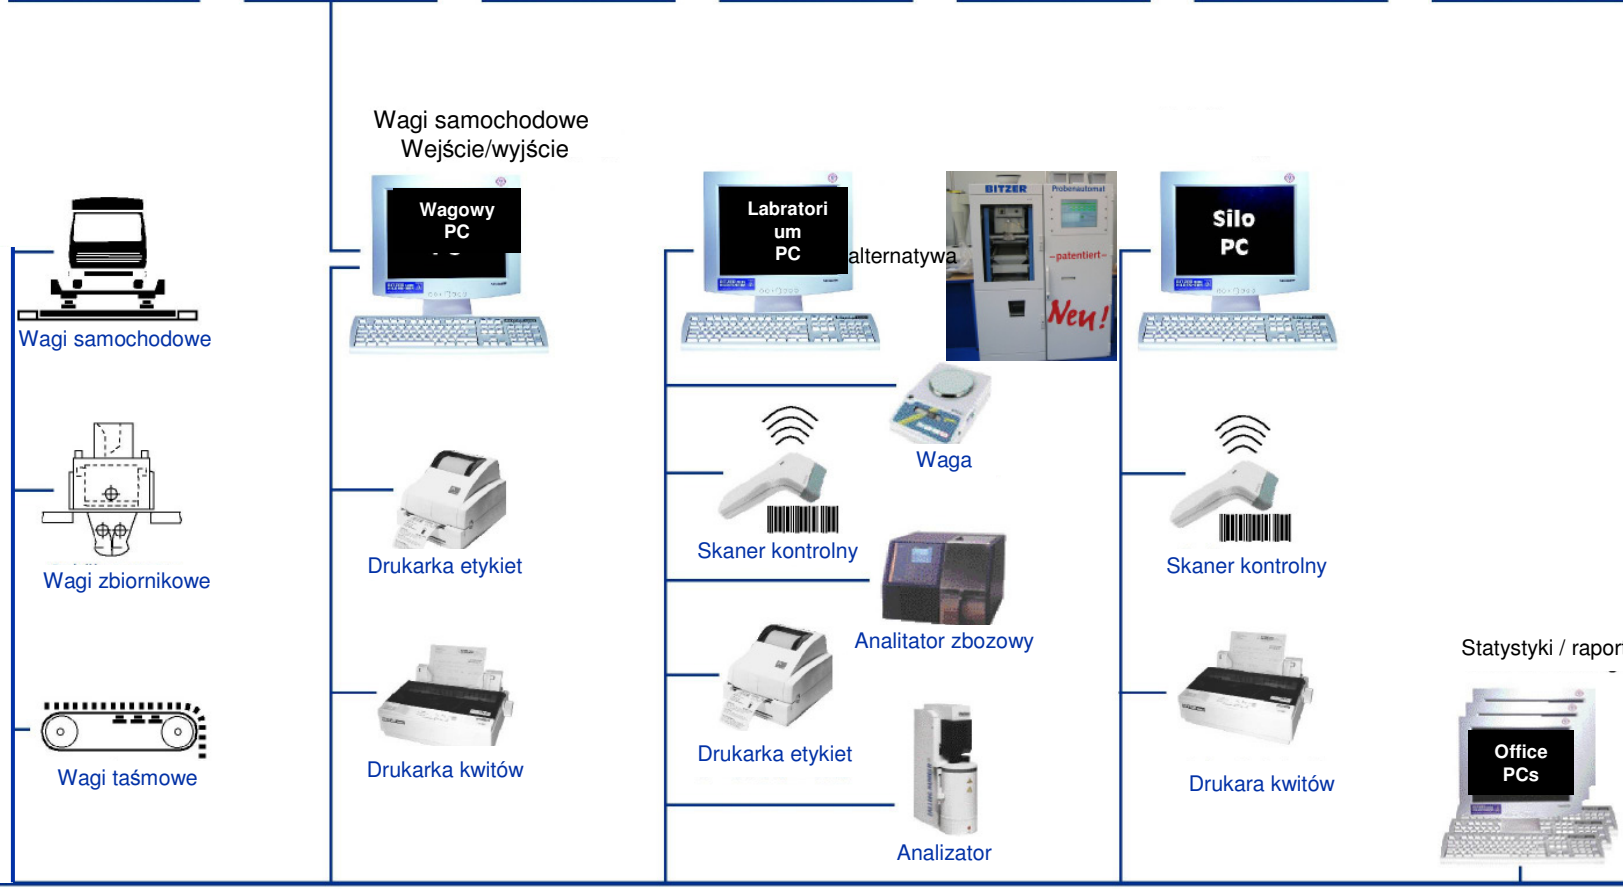 Wagi samochodowe
Wejście/wyjście
Wagowy
PC
Labratori
um
PC
alternatywa
BITZER
Probenautomat
-patentiert-
Neu!
Silo
PC
Wagi samochodowe
Waga
Skaner kontrolny
Drukarka etykiet
Skaner kontrolny
Wagi zbiornikowe
Analitator zbozowy
Statystyki / raport
Drukarka etykiet
Office
PCs
Wagi taśmowe
Drukarka kwitów
Drukara kwitów
Analizator